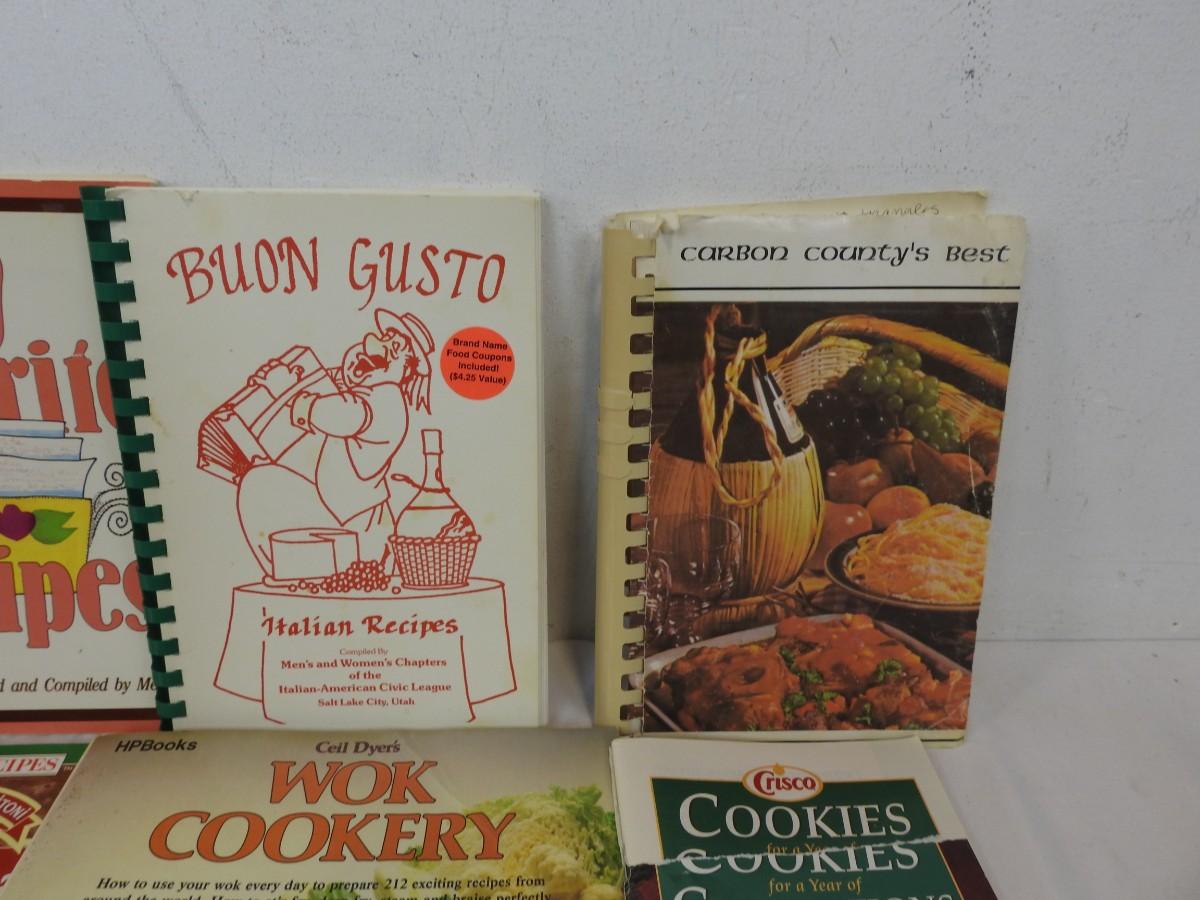 BUON GUSTO
Brand Name
Food Coupons
Included!
($4.25 Value)
Italian Recipes
Compiled By
Men's and Women's Chapters
of the
Italian-American Civic League
Salt Lake City, Utah
CARBON COUNTY'S BEST
and Compiled by
HPBooks
Ceil Dyer's
WOK
COOKERY
How to use your wok every day to prepare 212 exciting recipes from
Crisco
COOKIES
for a Year of
COOKIES
for a Year of